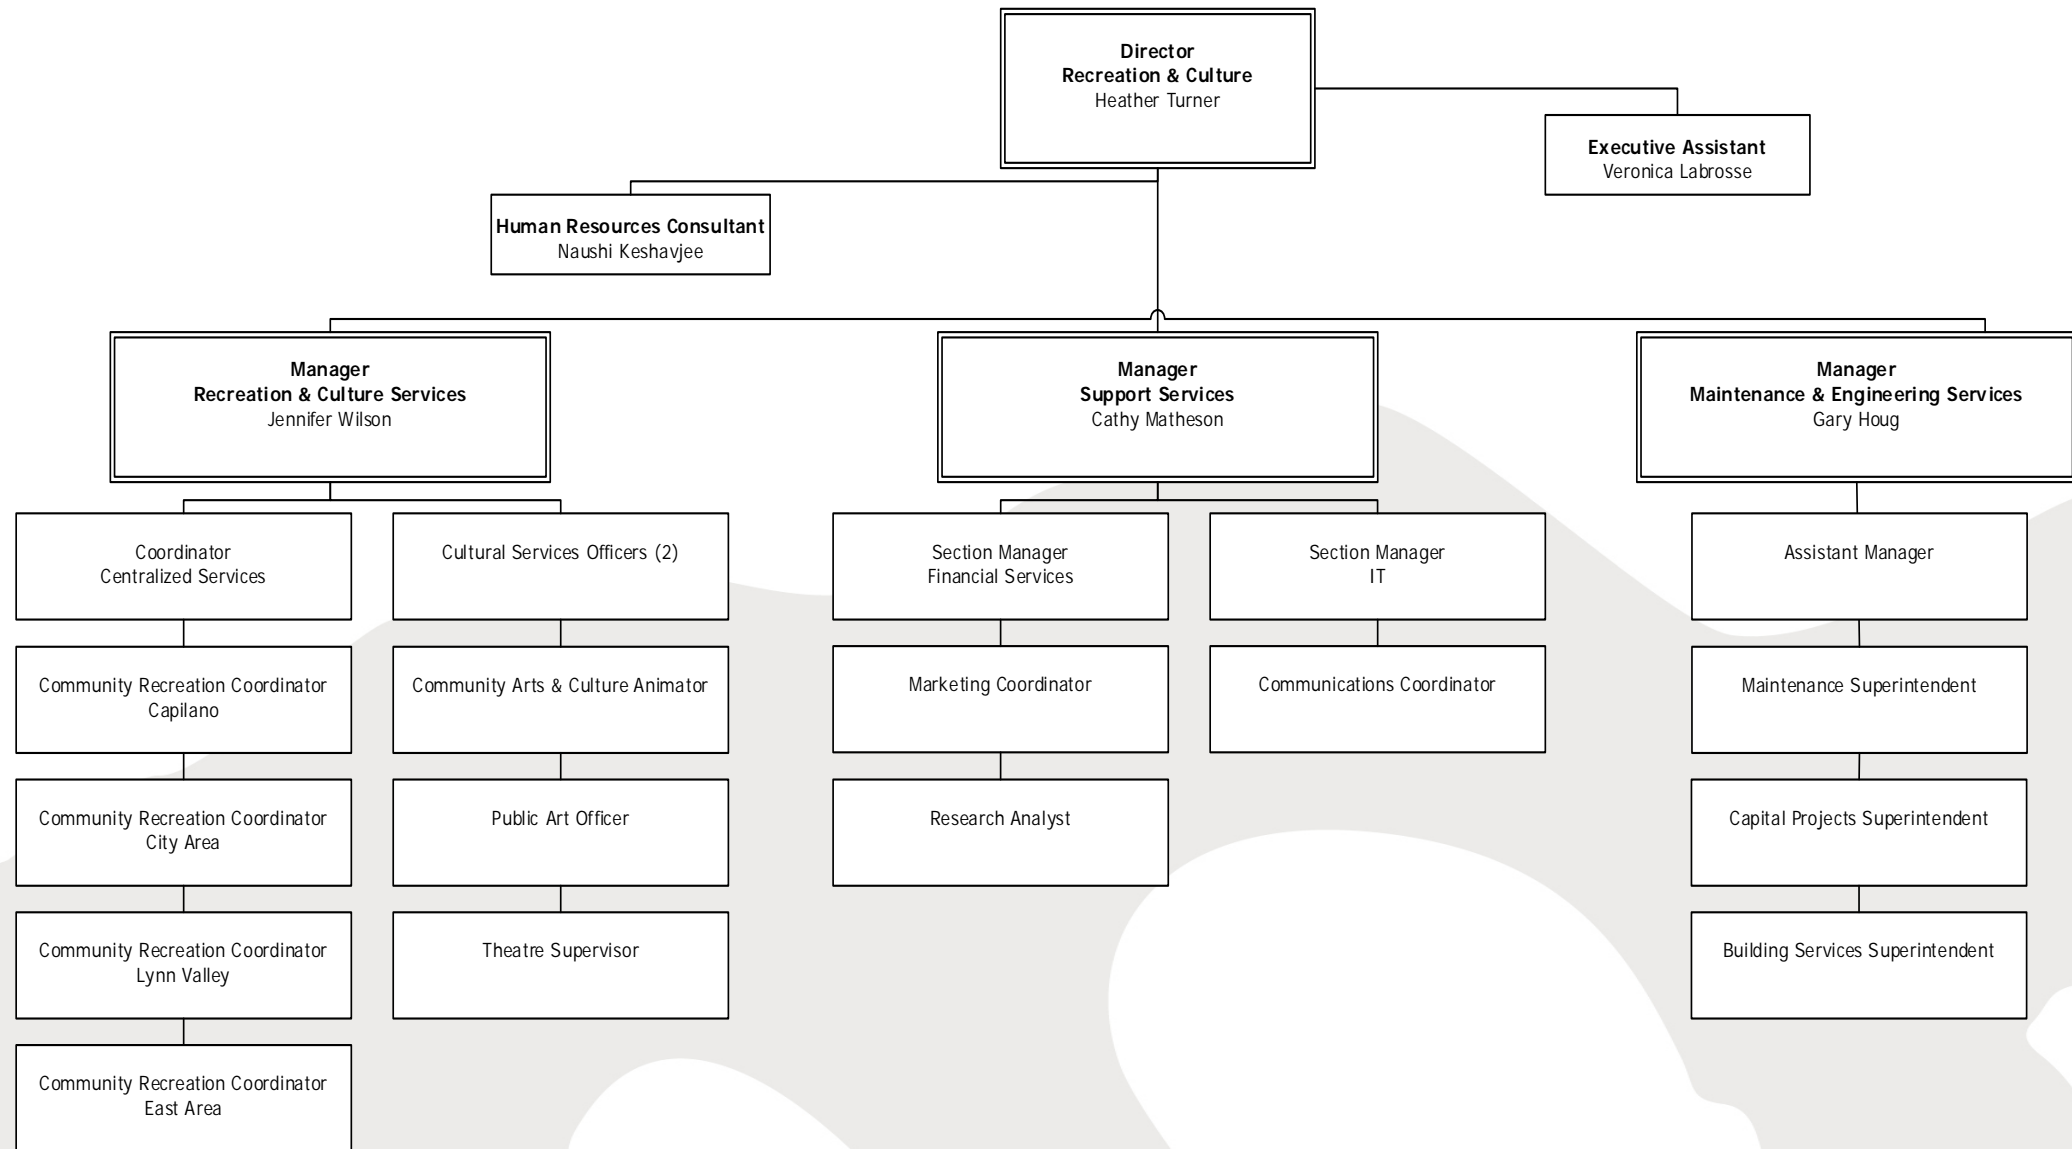 Director
Recreation & Culture
Heather Turner
Executive Assistant
Veronica Labrosse
Human Resources Consultant
Naushi Keshavjee
Manager
Recreation & Culture Services
Jennifer Wilson
Manager
Support Services
Cathy Matheson
Manager
Maintenance & Engineering Services
Gary Houg
Coordinator
Centralized Services
Cultural Services Officers (2)
Section Manager
Financial Services
Section Manager
IT
Assistant Manager
Community Recreation Coordinator
Capilano
Community Arts & Culture Animator
Marketing Coordinator
Communications Coordinator
Maintenance Superintendent
Community Recreation Coordinator
City Area
Public Art Officer
Research Analyst
Capital Projects Superintendent
Community Recreation Coordinator
Lynn Valley
Theatre Supervisor
Building Services Superintendent
Community Recreation Coordinator
East Area